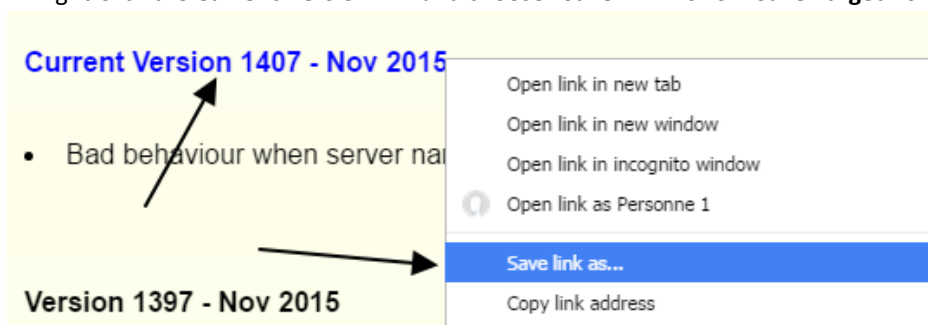 Current Version 1407 - Nov 2015
• Bad behaviour when server
Version 1397 - Nov 2015
Open link in new tab
Open link in new window
Open link in incognito window
Open link as Personne 1
Save link as...
Copy link address